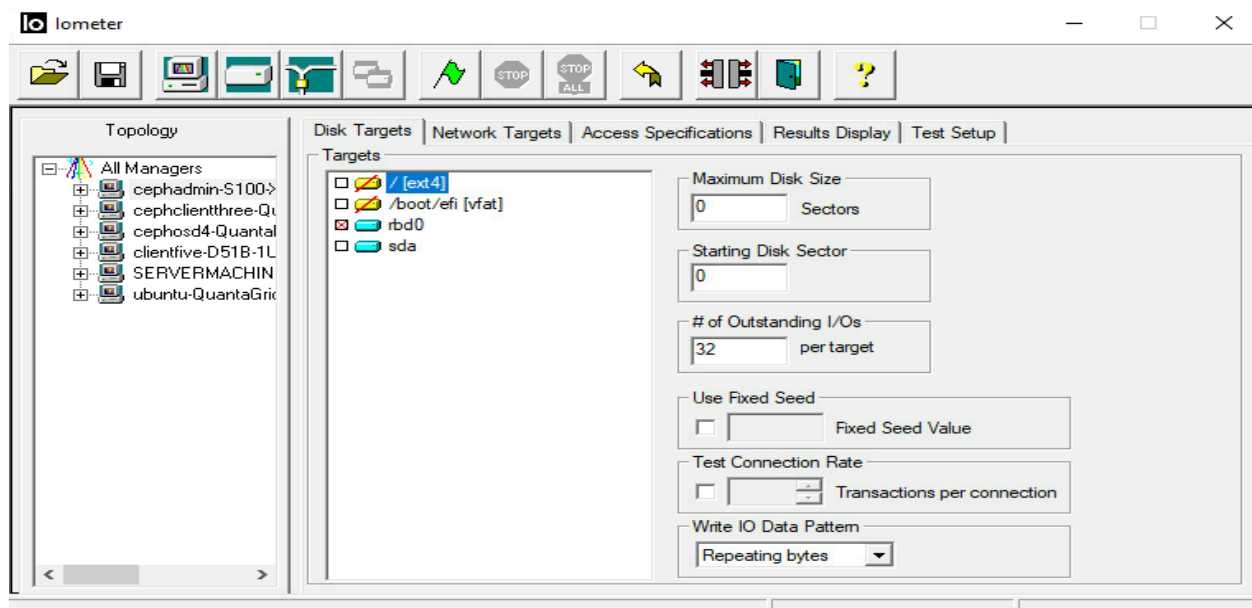 Io Iometer
STOP STOP ALL ?
Topology
All Managers
cephadmin-S100->
cephclientthree-Qu
cephosd4-Quantal
clientfive-D51B-1L
SERVERMACHIN
ubuntu-QuantaGric
Disk Targets Network Targets Access Specifications Results Display Test Setup
Targets
/ [ext4]
/boot/efi [vfat]
rbd0
sda
Maximum Disk Size
0 Sectors
Starting Disk Sector
0
# of Outstanding I/Os
32 per target
Use Fixed Seed
Fixed Seed Value
Test Connection Rate
Transactions per connection
Write IO Data Pattern
Repeating bytes